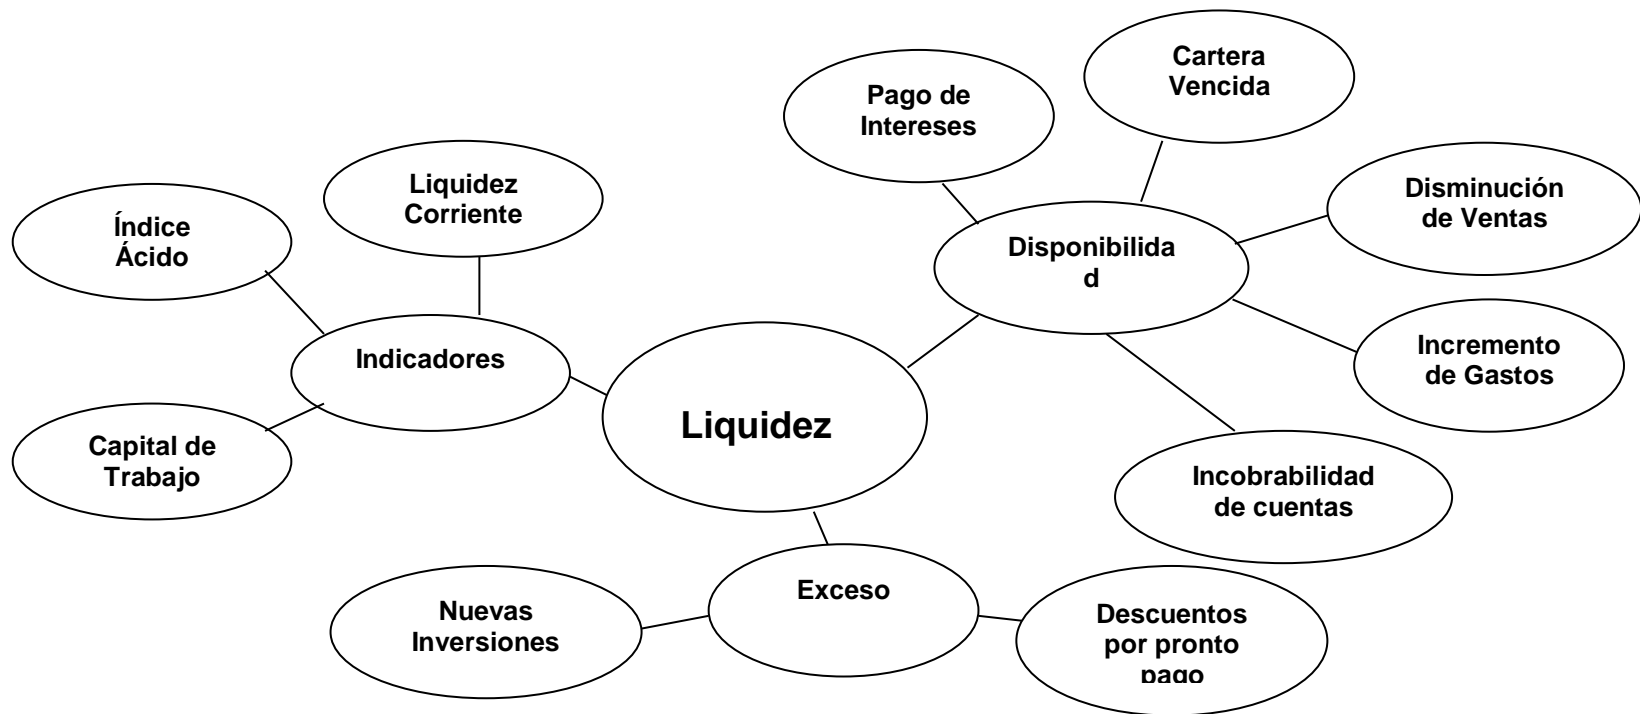 Cartera
Vencida
Pago de
Intereses
Liquidez
Corriente
Disminución
de Ventas
Índice
Ácido
Disponibilida
d
Indicadores
Incremento
de Gastos
Liquidez
Capital de
Trabajo
Incobrabilidad
de cuentas
Exceso
Nuevas
Inversiones
Descuentos
por pronto
pago